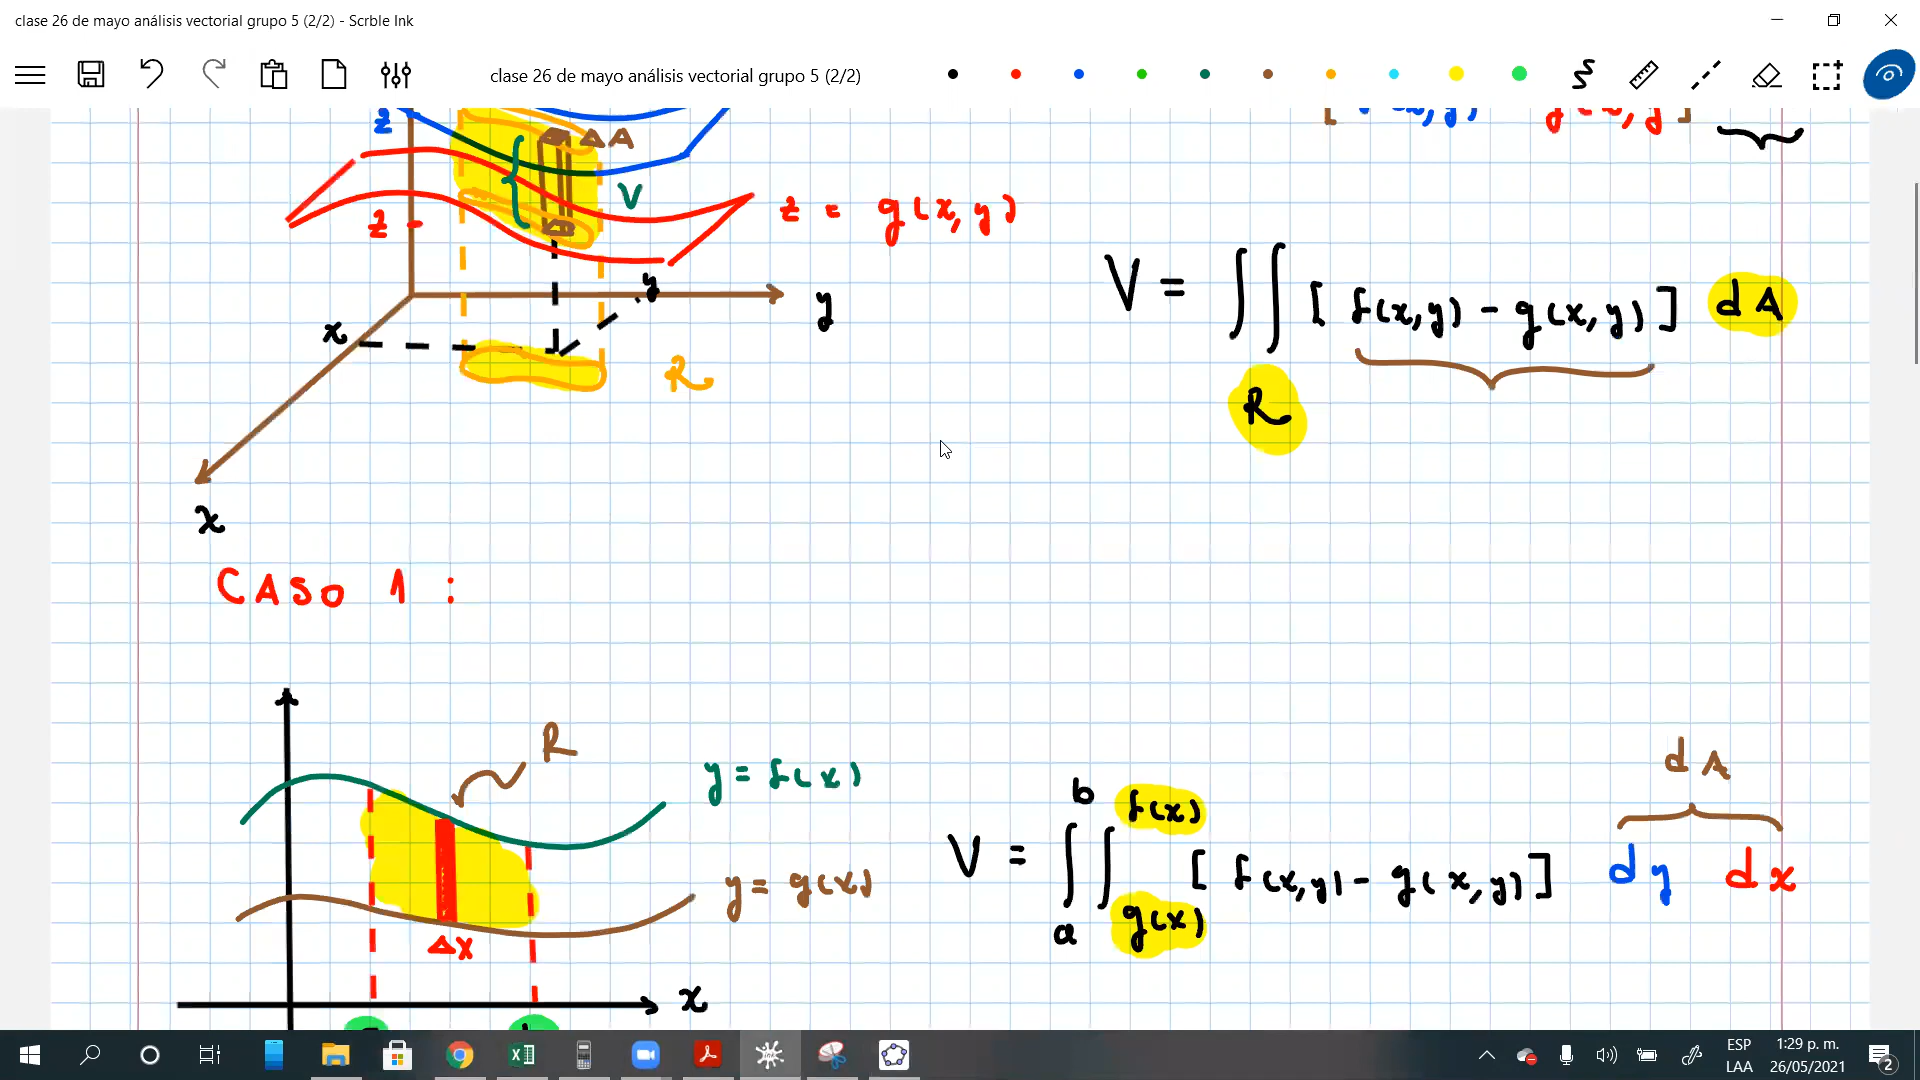 clase 26 de mayo análisis vectorial grupo 5 (2/2) - Scrble Ink
clase 26 de mayo análisis vectorial grupo 5 (2/2)
z
ΔA
V
z = g(x,y)
z
y
y
x
R
x
V = ∫∫ [ f(x,y) - g(x,y) ] dA
R
CASO 1 :
R
y = f(x)
y = g(x)
Δx
x
dA
b f(x)
V = ∫∫ [ f(x,y) - g(x,y) ] dy dx
a g(x)
ESP
LAA
1:29 p. m.
26/05/2021
2